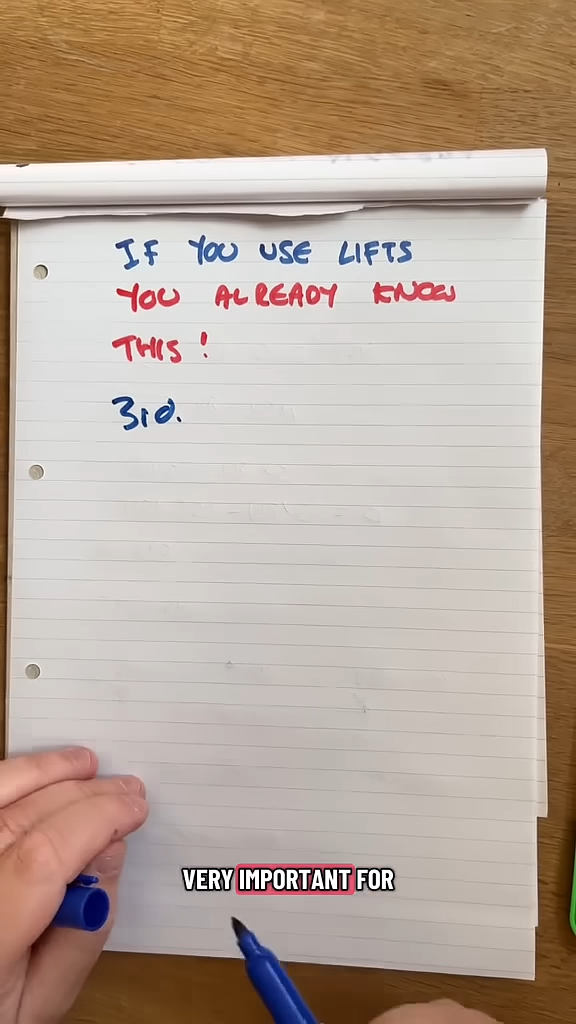 IF YOU USE LIFTS
YOU ALREADY KNOW
THIS!
3rd.
VERY IMPORTANT FOR